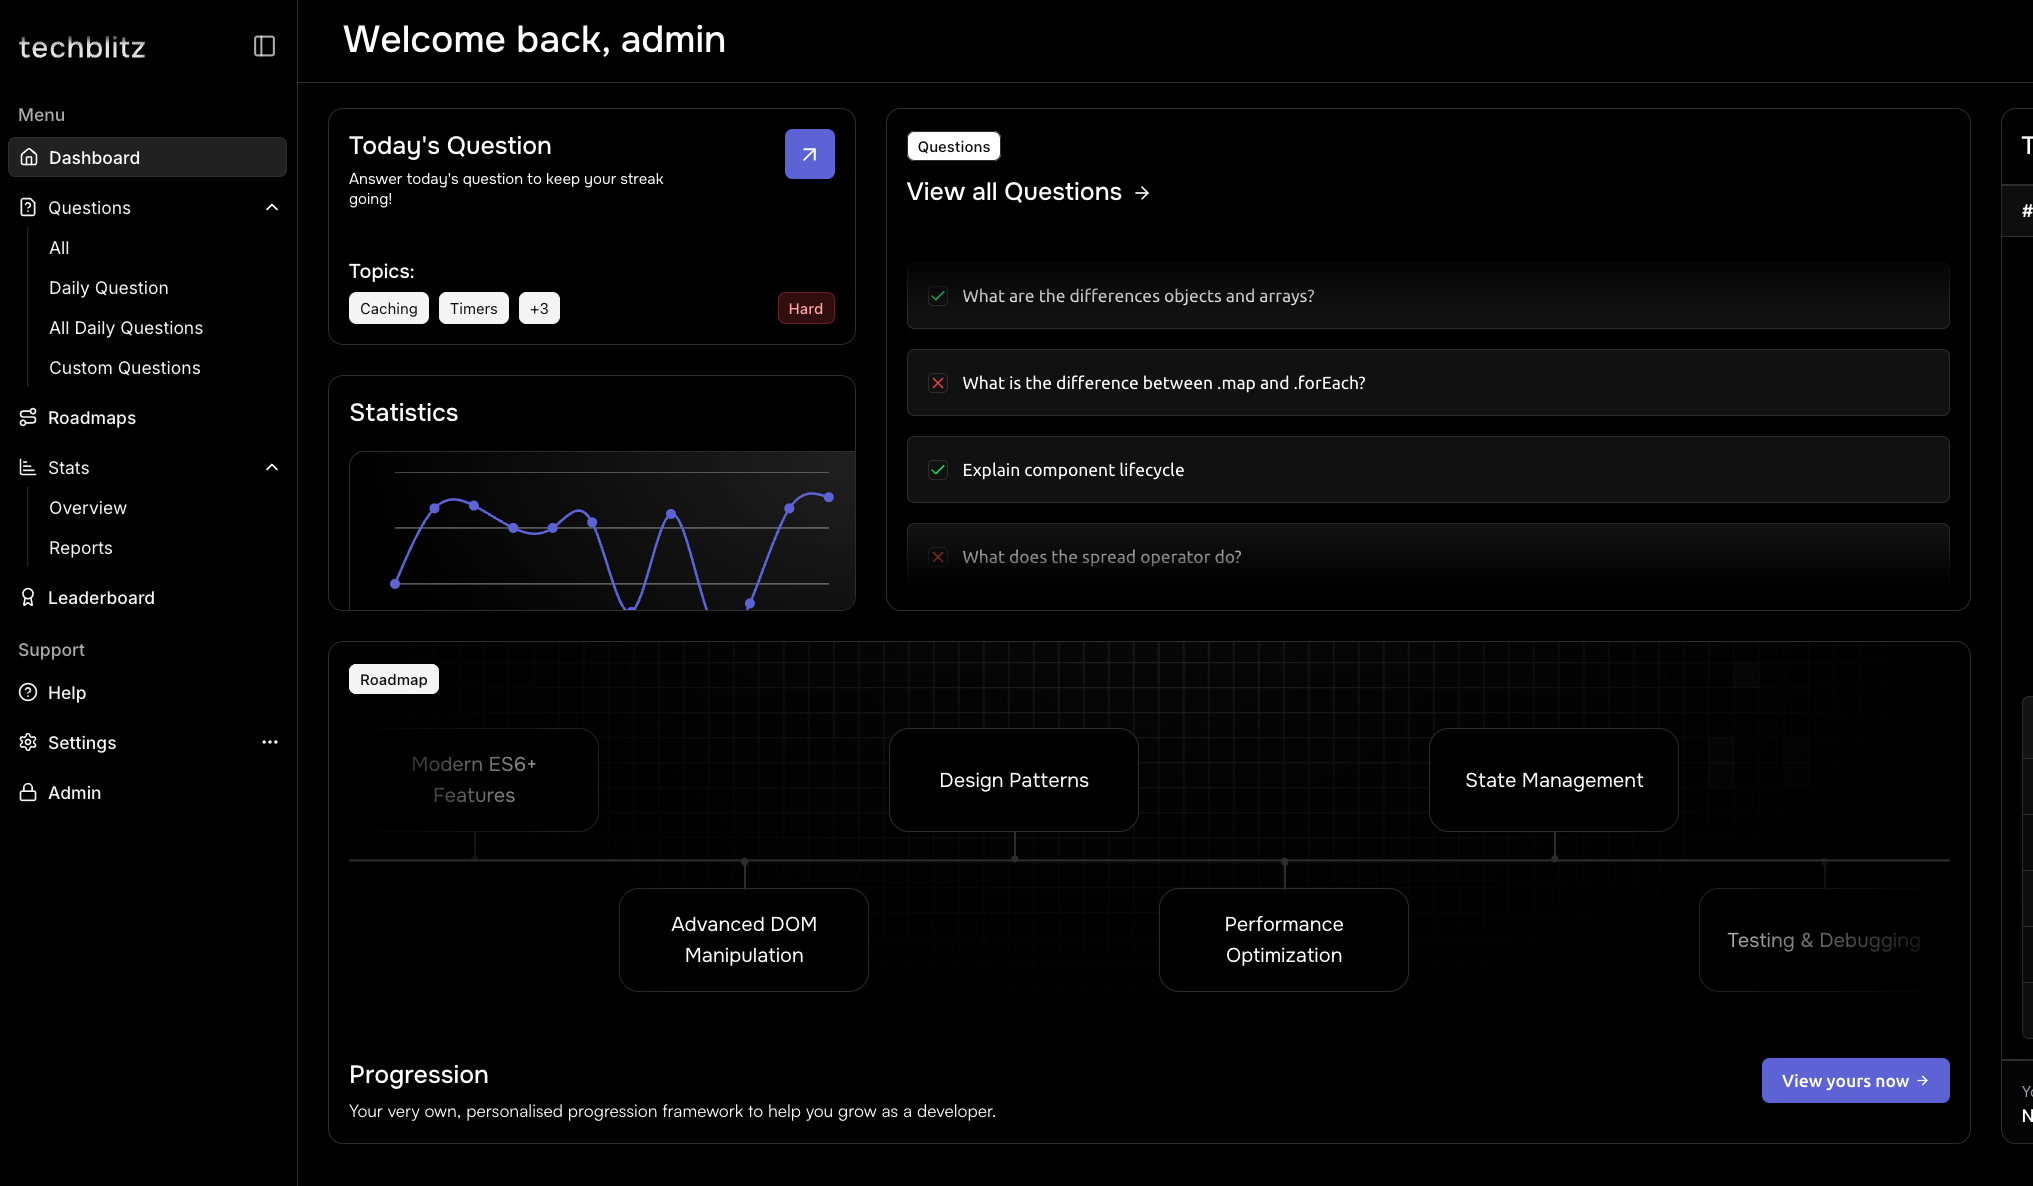 techblitz
Menu
Dashboard
Questions
All
Daily Question
All Daily Questions
Custom Questions
Roadmaps
Stats
Overview
Reports
Leaderboard
Support
Help
Settings
Admin
Welcome back, admin
Today's Question
Answer today's question to keep your streak
going!
Topics:
Caching
Timers
+3
Hard
Statistics
Questions
View all Questions →
What are the differences objects and arrays?
What is the difference between .map and .forEach?
Explain component lifecycle
What does the spread operator do?
Roadmap
Modern ES6+
Features
Design Patterns
State Management
Advanced DOM
Manipulation
Performance
Optimization
Testing & Debugging
Progression
Your very own, personalised progression framework to help you grow as a developer.
View yours now →
#